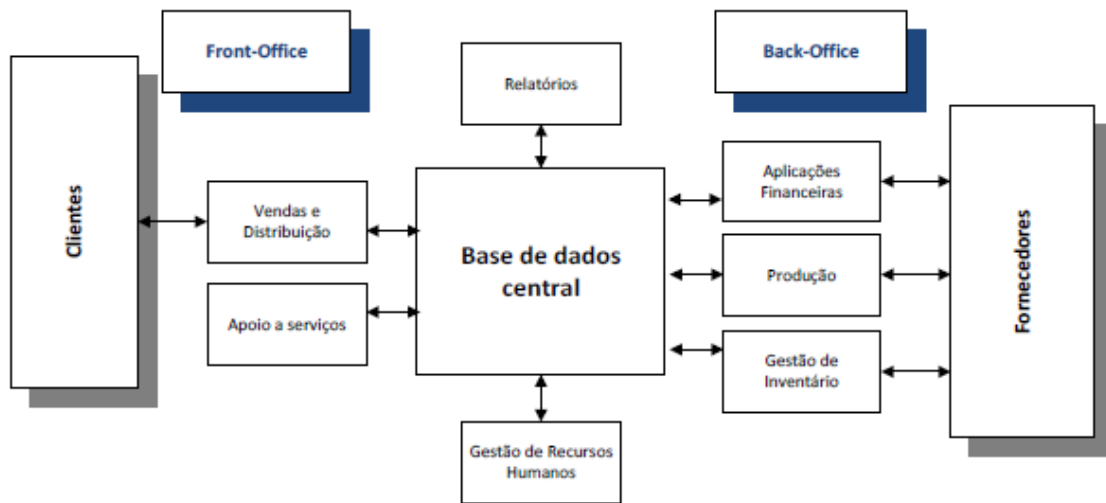 Front-Office
Back-Office
Relatórios
Clientes
Vendas e
Distribuição
Apoio a serviços
Base de dados
central
Aplicações
Financeiras
Produção
Gestão de
Inventário
Fornecedores
Gestão de Recursos
Humanos